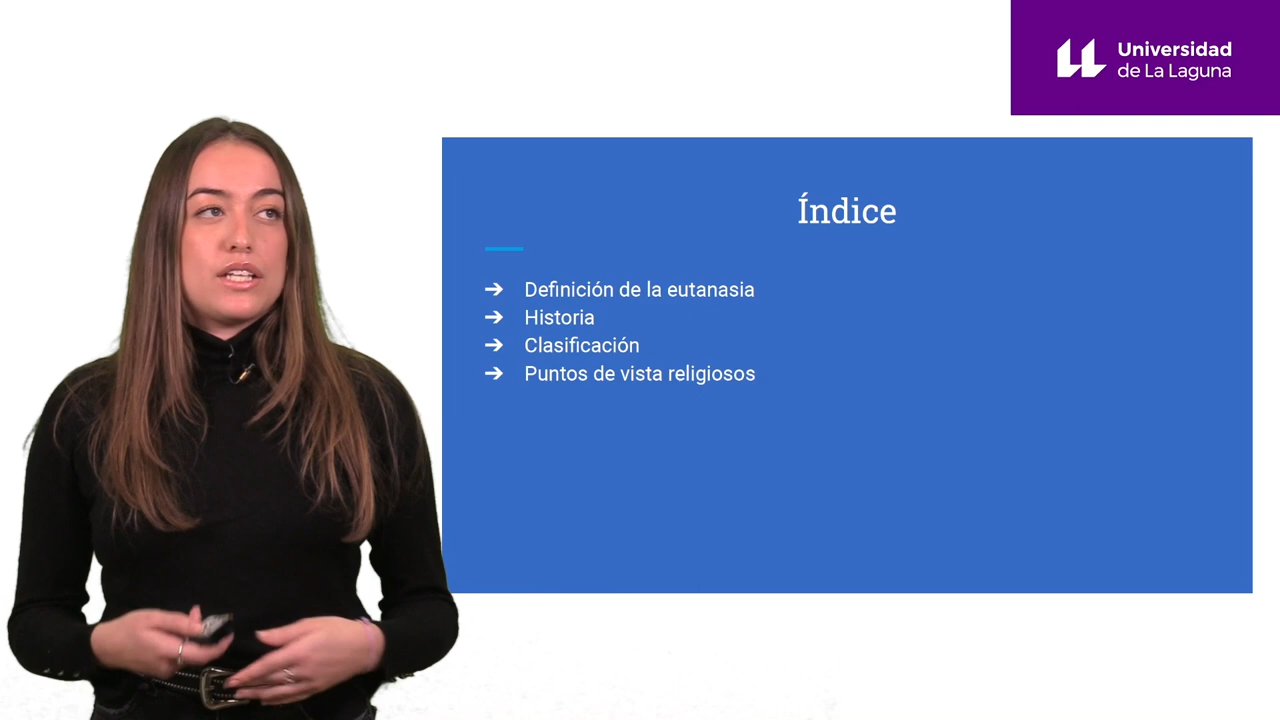 Universidad
de La Laguna
Índice
➔ Definición de la eutanasia
➔ Historia
➔ Clasificación
➔ Puntos de vista religiosos